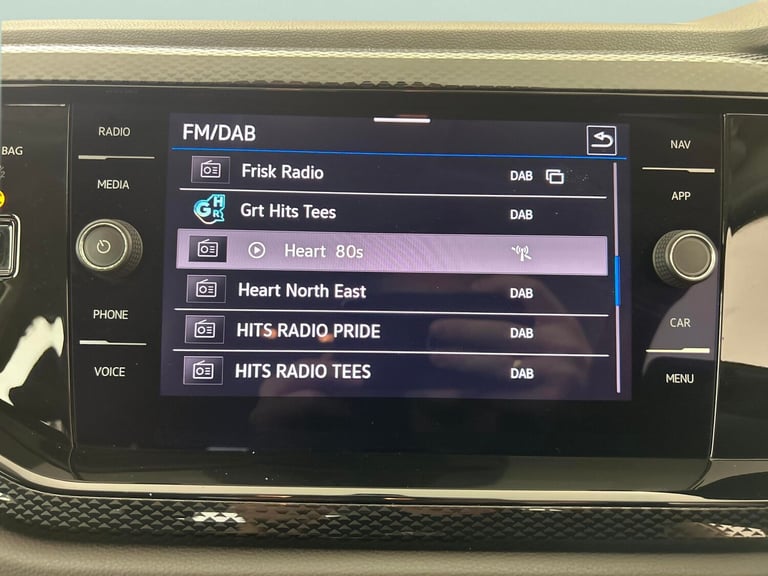 FM/DAB
RADIO
MEDIA
PHONE
VOICE
BAG
Frisk Radio DAB
GHR Grt Hits Tees DAB
Heart 80s
Heart North East DAB
HITS RADIO PRIDE DAB
HITS RADIO TEES DAB
NAV
APP
CAR
MENU